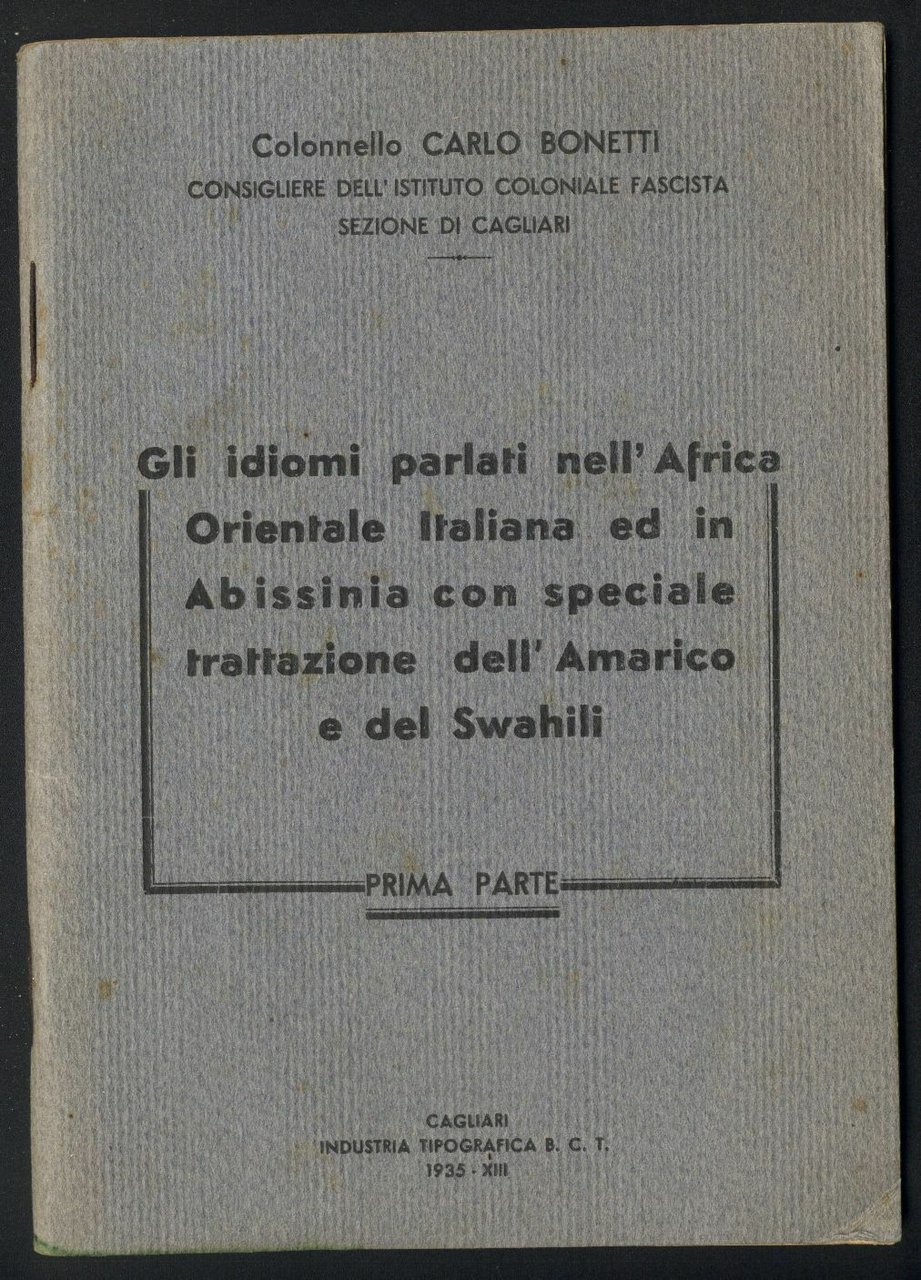 Colonnello CARLO BONETTI
CONSIGLIERE DELL' ISTITUTO COLONIALE FASCISTA
SEZIONE DI CAGLIARI
Gli idiomi parlati nell' Africa
Orientale Italiana ed in
Abissinia con speciale
trattazione dell' Amarico
e del Swahili
PRIMA PARTE
CAGLIARI
INDUSTRIA TIPOGRAFICA B. C. T.
1935 - XIII